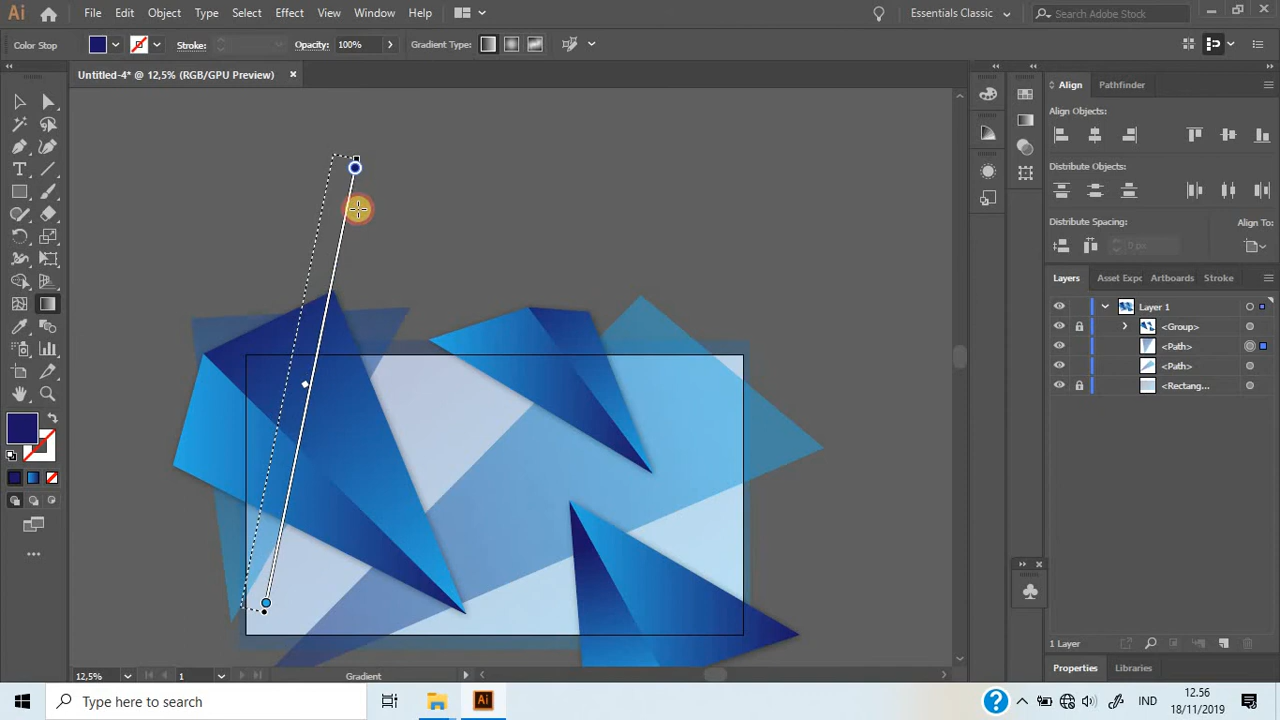 Ai File Edit Object Type Select Effect View Window Help Essentials Classic Search Adobe Stock
Color Stop Stroke: Opacity: 100% Gradient Type:
Untitled-4* @ 12,5% (RGB/GPU Preview)
Align Pathfinder
Align Objects:
Distribute Objects:
Distribute Spacing: Align To:
0 px
Layers Asset Expc Artboards Stroke
Layer 1
<Group>
<Path>
<Path>
<Rectang...
1 Layer
12,5% 1 Gradient
Properties Libraries
Type here to search
Ai
IND
12.56
18/11/2019